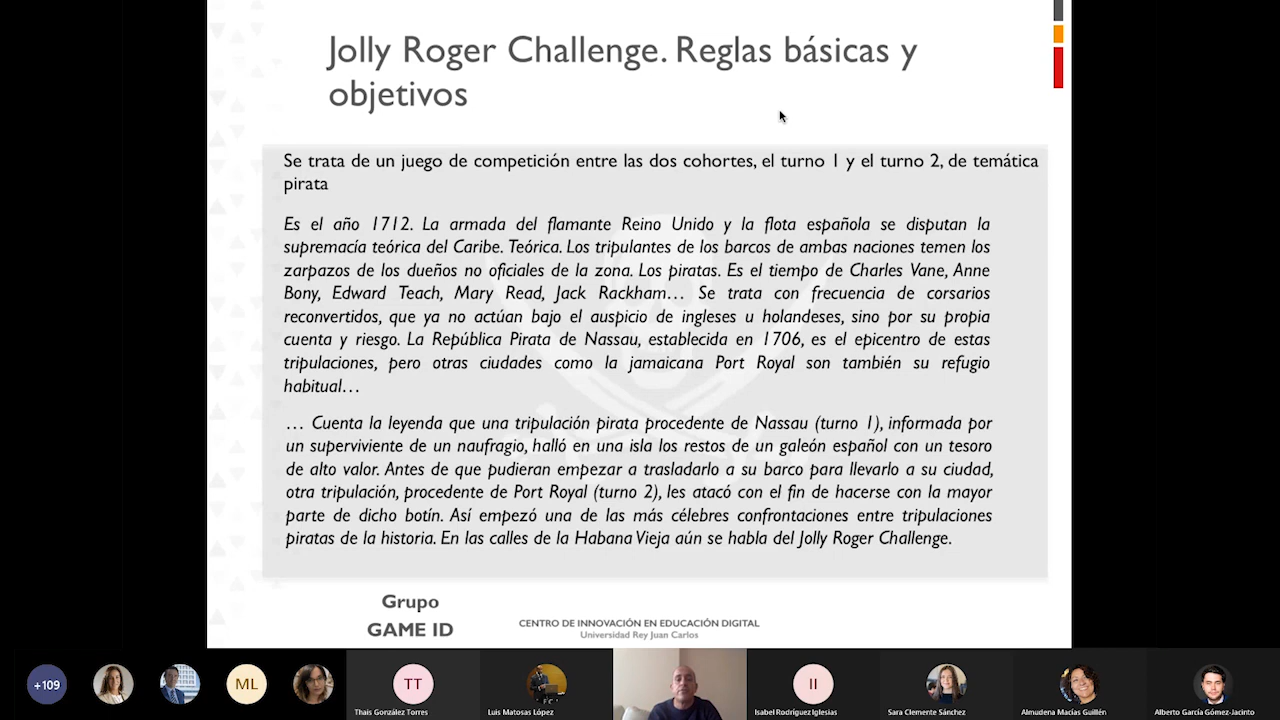 Jolly Roger Challenge. Reglas básicas y
objetivos
Se trata de un juego de competición entre las dos cohortes, el turno 1 y el turno 2, de temática
pirata
Es el año 1712. La armada del flamante Reino Unido y la flota española se disputan la
supremacía teórica del Caribe. Teórica. Los tripulantes de los barcos de ambas naciones temen los
zarpazos de los dueños no oficiales de la zona. Los piratas. Es el tiempo de Charles Vane, Anne
Bony, Edward Teach, Mary Read, Jack Rackham… Se trata con frecuencia de corsarios
reconvertidos, que ya no actúan bajo el auspicio de ingleses u holandeses, sino por su propia
cuenta y riesgo. La República Pirata de Nassau, establecida en 1706, es el epicentro de estas
tripulaciones, pero otras ciudades como la jamaicana Port Royal son también su refugio
habitual…
… Cuenta la leyenda que una tripulación pirata procedente de Nassau (turno 1), informada por
un superviviente de un naufragio, halló en una isla los restos de un galeón español con un tesoro
de alto valor. Antes de que pudieran empezar a trasladarlo a su barco para llevarlo a su ciudad,
otra tripulación, procedente de Port Royal (turno 2), les atacó con el fin de hacerse con la mayor
parte de dicho botín. Así empezó una de las más célebres confrontaciones entre tripulaciones
piratas de la historia. En las calles de la Habana Vieja aún se habla del Jolly Roger Challenge.
Grupo
GAME ID
CENTRO DE INNOVACIÓN EN EDUCACIÓN DIGITAL
Universidad Rey Juan Carlos
+109
ML
TT
II
Thais González Torres
Luis Matosas López
Isabel Rodríguez Iglesias
Sara Clemente Sánchez
Almudena Macías Guillén
Alberto García Gómez-Jacinto